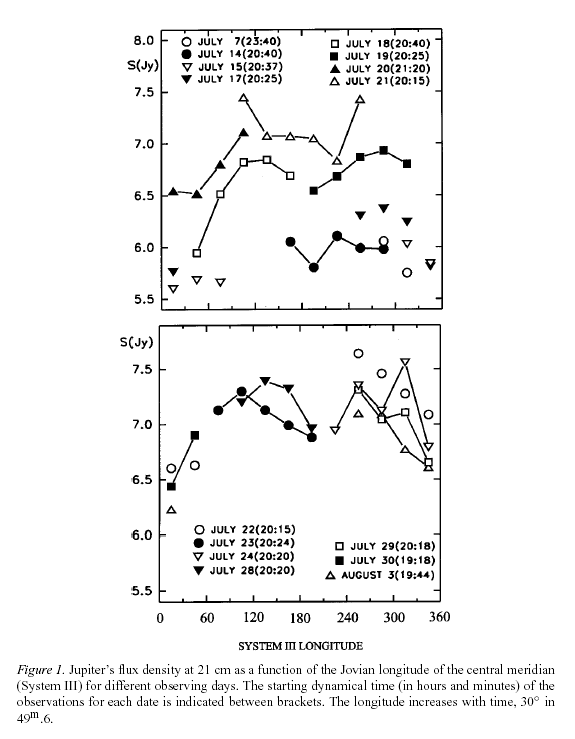 8.0
S(Jy)
7.5
7.0
6.5
6.0
5.5
JULY 7(23:40)
JULY 14(20:40)
JULY 15(20:37)
JULY 17(20:25)
JULY 18(20:40)
JULY 19(20:25)
JULY 20(21:20)
JULY 21(20:15)
S(Jy)
7.5
7.0
6.5
6.0
5.5
JULY 22(20:15)
JULY 23(20:24)
JULY 24(20:20)
JULY 28(20:20)
JULY 29(20:18)
JULY 30(19:18)
AUGUST 3(19:44)
0 60 120 180 240 300 360
SYSTEM III LONGITUDE
Figure 1. Jupiter's flux density at 21 cm as a function of the Jovian longitude of the central meridian
(System III) for different observing days. The starting dynamical time (in hours and minutes) of the
observations for each date is indicated between brackets. The longitude increases with time, 30° in
49m.6.